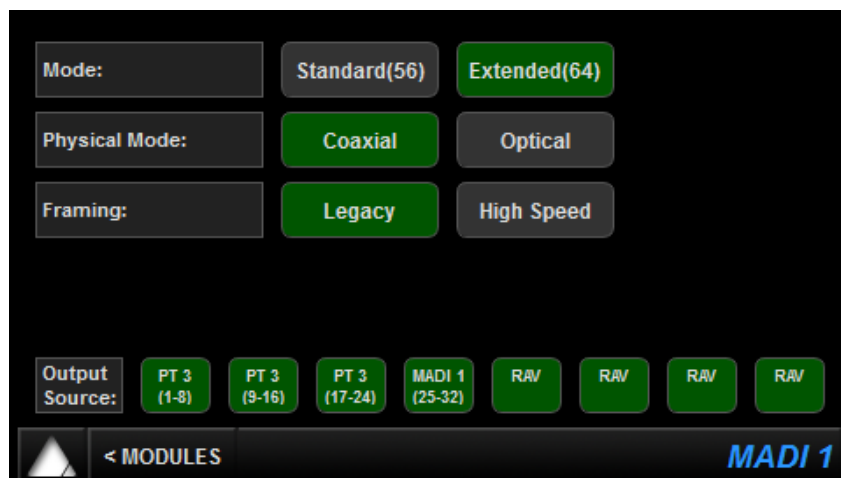 Mode: Standard(56) Extended(64)
Physical Mode: Coaxial Optical
Framing: Legacy High Speed
Output Source: PT 3 (1-8) PT 3 (9-16) PT 3 (17-24) MADI 1 (25-32) RAV RAV RAV RAV
< MODULES MADI 1